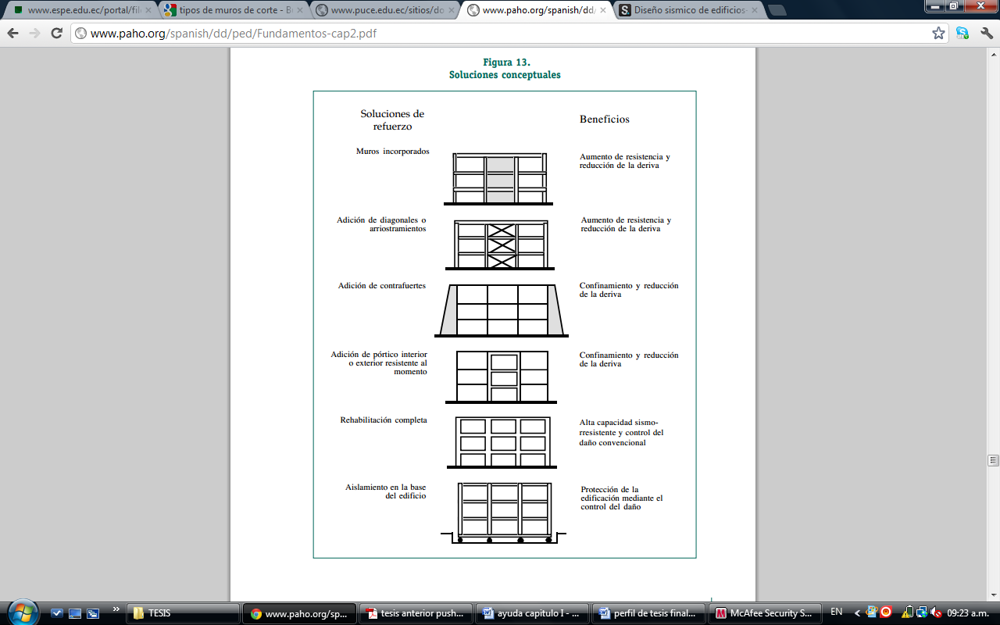 www.espe.edu.ec/portal/fil
tipos de muros de corte - B
www.puce.edu.ec/sitios/do
www.paho.org/spanish/dd/
Diseño sismico de edificios-
www.paho.org/spanish/dd/ped/Fundamentos-cap2.pdf
Figura 13.
Soluciones conceptuales
Soluciones de
refuerzo
Beneficios
Muros incorporados
Aumento de resistencia y
reducción de la deriva
Adición de diagonales o
arriostramientos
Aumento de resistencia y
reducción de la deriva
Adición de contrafuertes
Confinamiento y reducción
de la deriva
Adición de pórtico interior
o exterior resistente al
momento
Confinamiento y reducción
de la deriva
Rehabilitación completa
Alta capacidad sismo-
rresistente y control del
daño convencional
Aislamiento en la base
del edificio
Protección de la
edificación mediante el
control del daño
TESIS
www.paho.org/sp...
tesis anterior push...
ayuda capitulo I - ...
perfil de tesis final...
McAfee Security S...
EN
09:23 a.m.